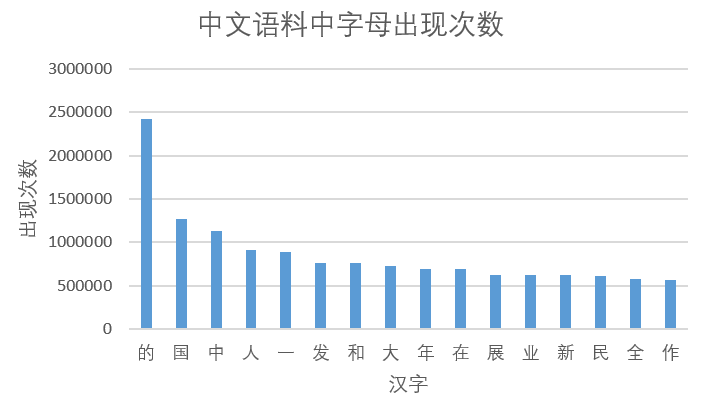 中文语料中字母出现次数
3000000
2500000
2000000
1500000
1000000
500000
0
出现次数
的 国 中 人 一 发 和 大 年 在 展 业 新 民 全 作
汉字